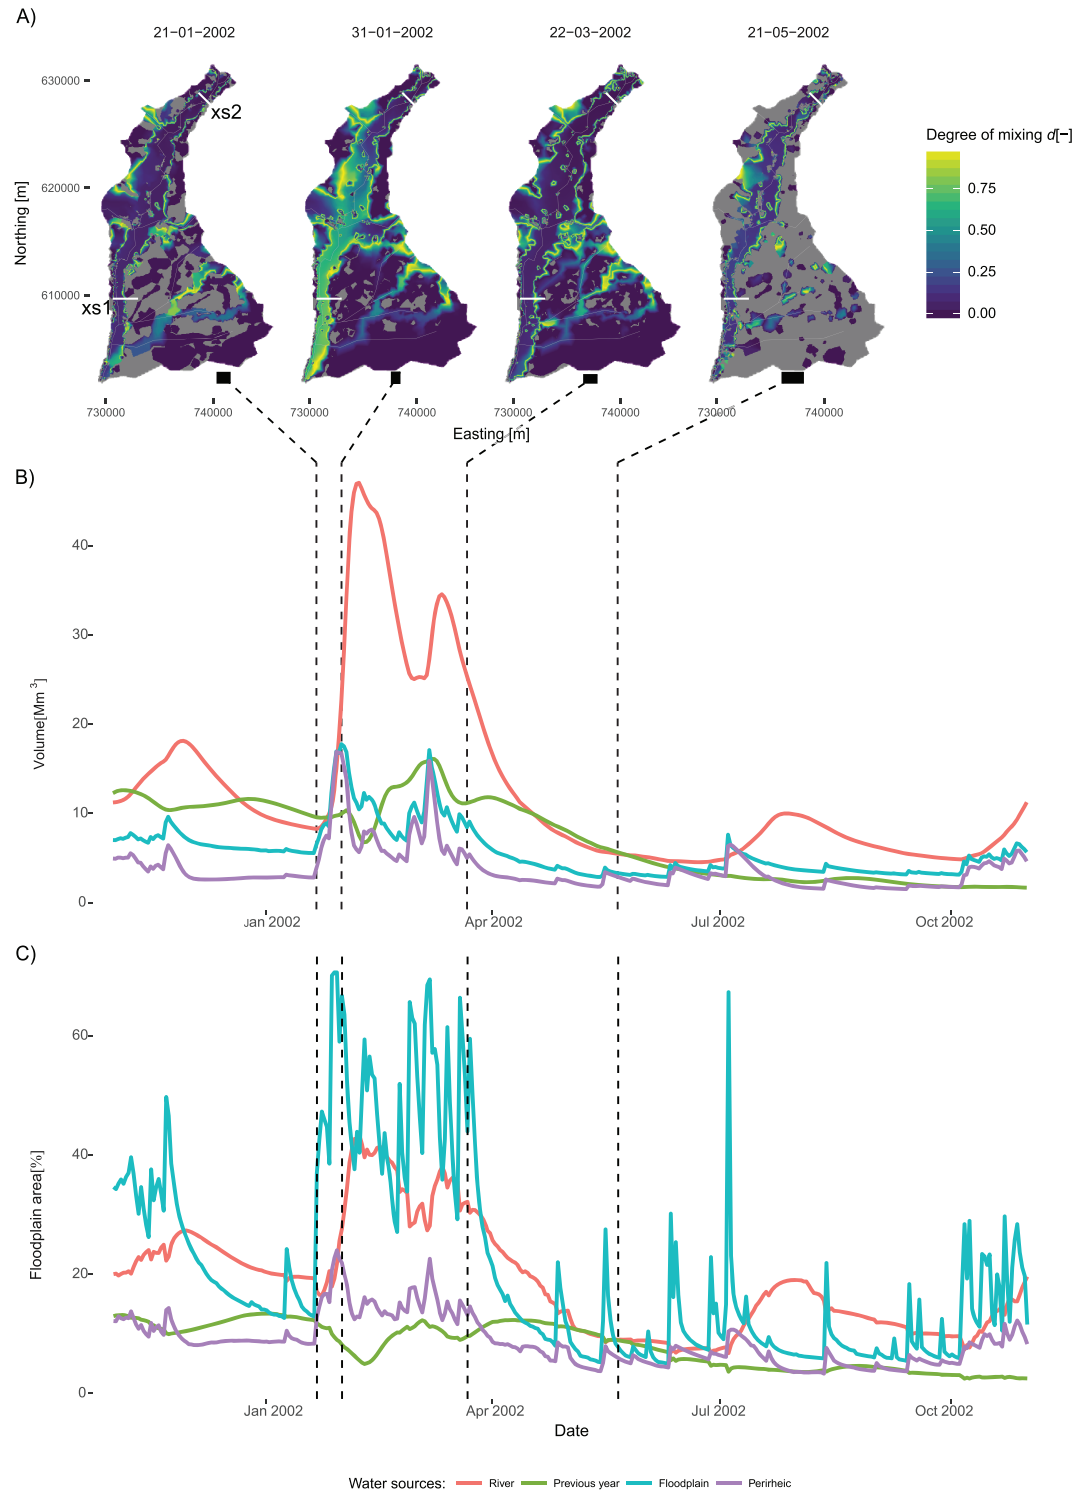 A)
21−01−2002 31−01−2002 22−03−2002 21−05−2002
630000
620000
610000
Northing [m]
xs2
xs1
Degree of mixing d[−]
0.75
0.50
0.25
0.00
730000 740000 730000 740000 730000 740000 730000 740000
Easting [m]
B)
40
30
20
10
0
Volume[Mm 3]
Jan 2002 Apr 2002 Jul 2002 Oct 2002
C)
60
40
20
0
Floodplain area[%]
Jan 2002 Apr 2002 Jul 2002 Oct 2002
Date
Water sources: River Previous year Floodplain Perirheic